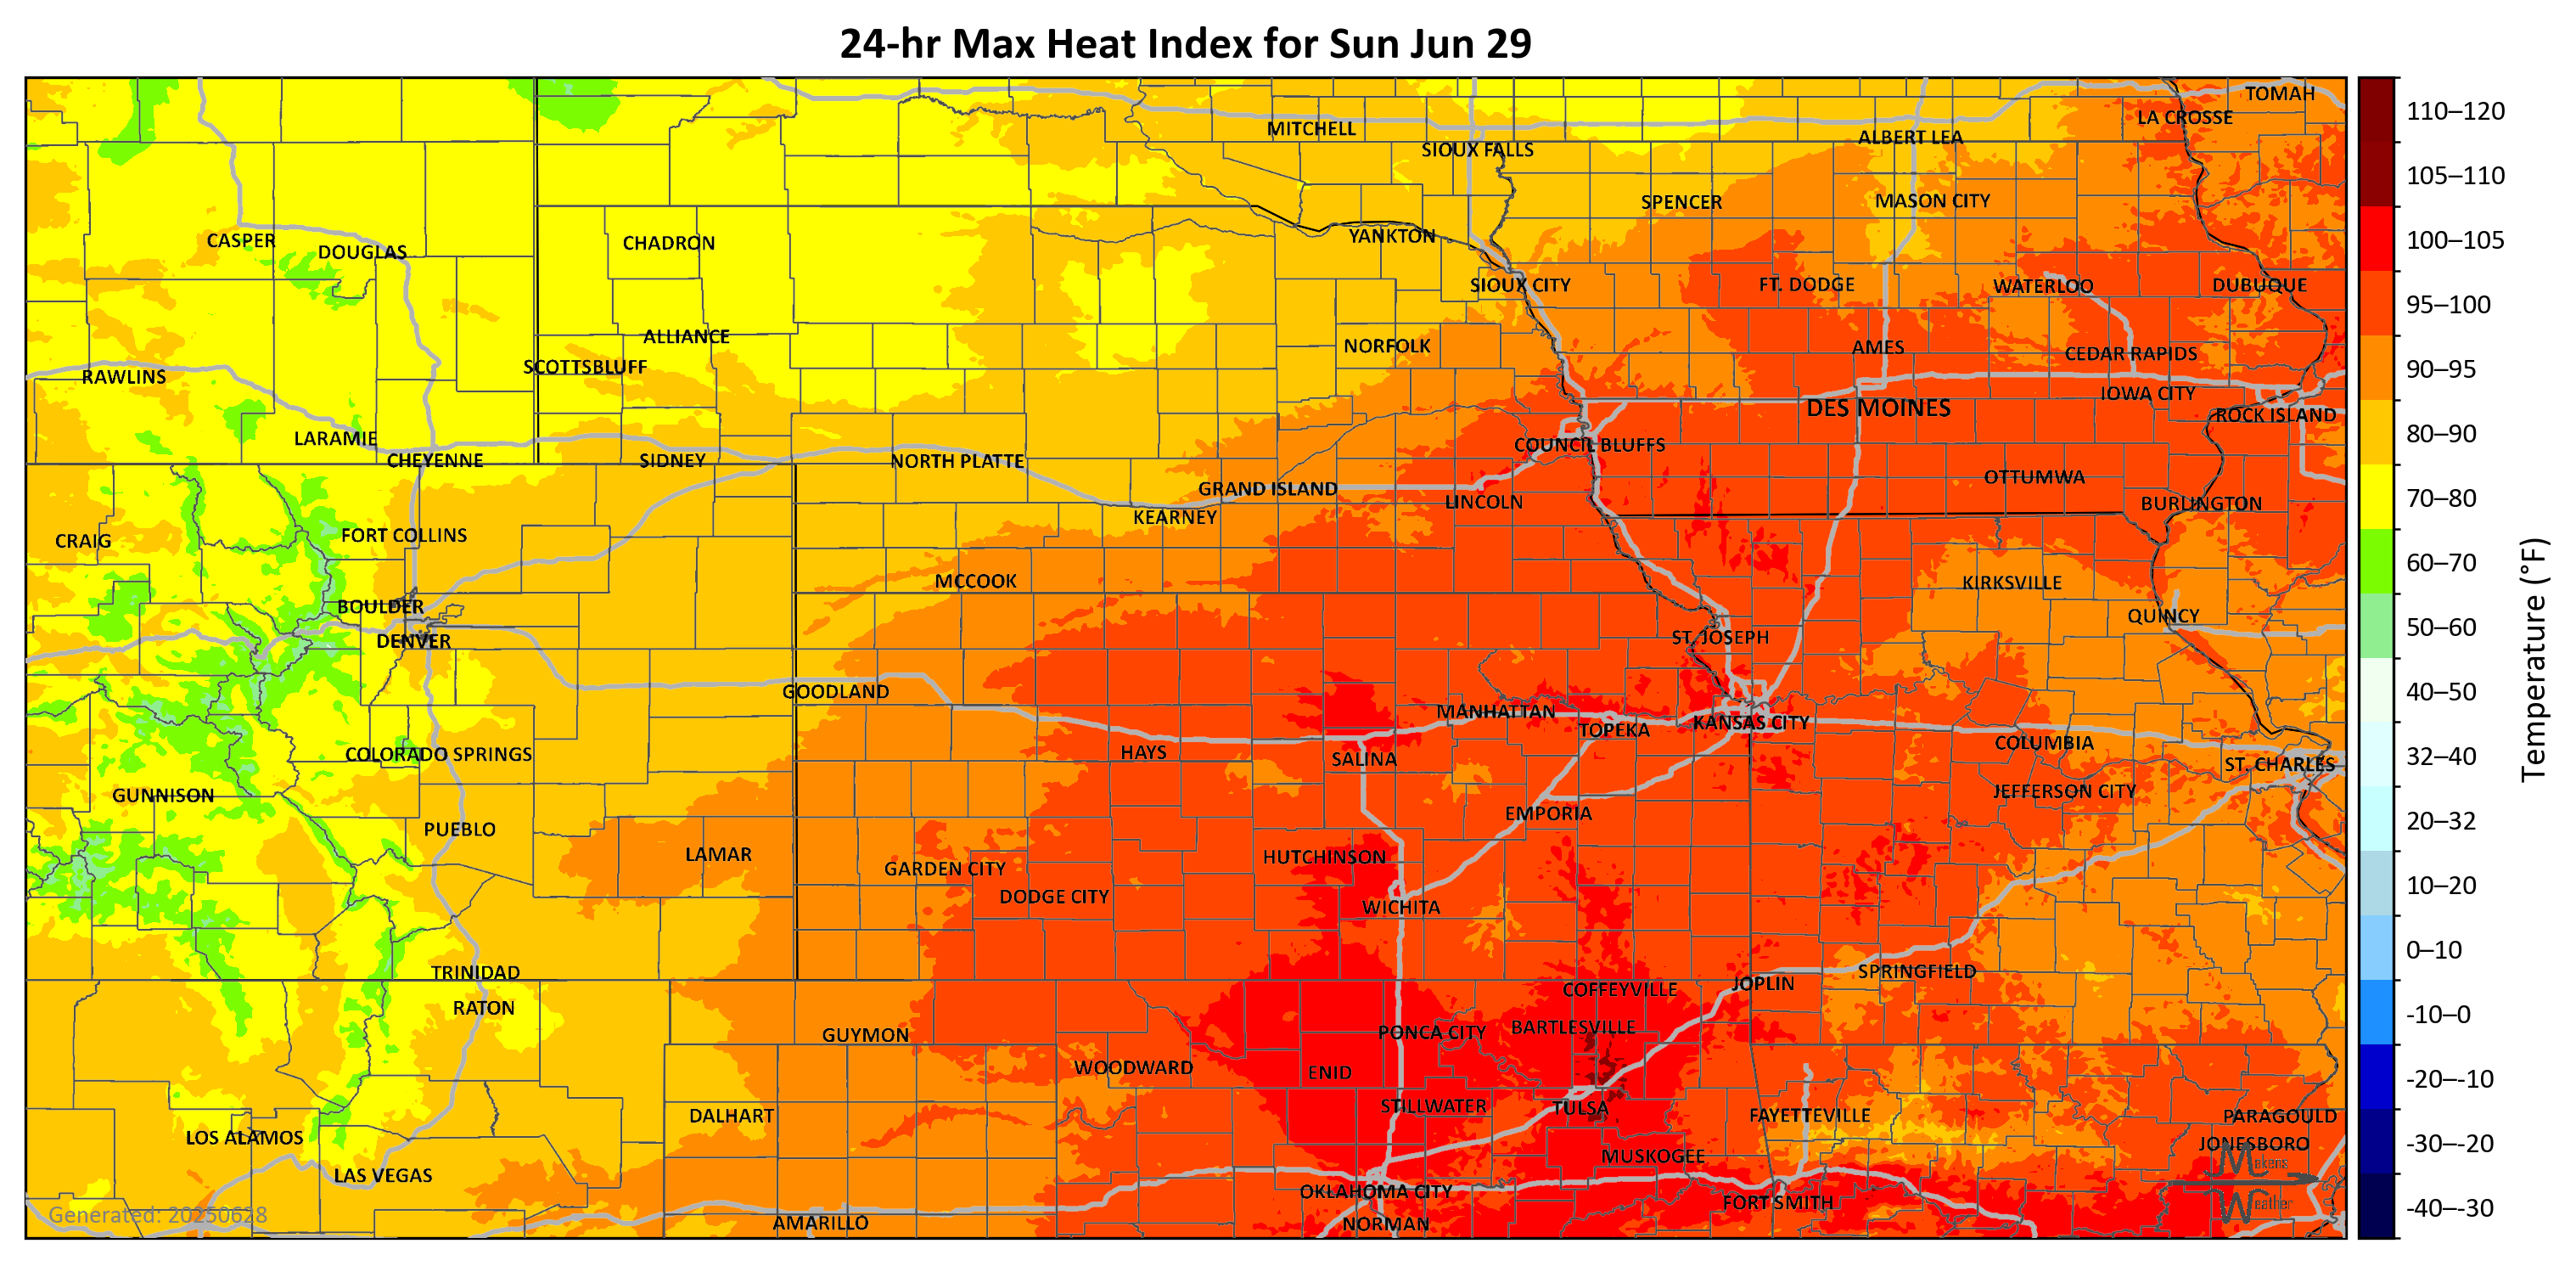 24-hr Max Heat Index for Sun Jun 29
TOMAH
LA CROSSE
MITCHELL
ALBERT LEA
SIOUX FALLS
SPENCER
MASON CITY
CASPER
DOUGLAS
CHADRON
YANKTON
SIOUX CITY
FT. DODGE
WATERLOO
DUBUQUE
ALLIANCE
NORFOLK
AMES
CEDAR RAPIDS
SCOTTSBLUFF
RAWLINS
IOWA CITY
DES MOINES
ROCK ISLAND
LARAMIE
COUNCIL BLUFFS
CHEYENNE
SIDNEY
NORTH PLATTE
OTTUMWA
GRAND ISLAND
LINCOLN
BURLINGTON
KEARNEY
CRAIG
FORT COLLINS
MCCOOK
KIRKSVILLE
BOULDER
QUINCY
DENVER
ST. JOSEPH
GOODLAND
MANHATTAN
KANSAS CITY
TOPEKA
COLUMBIA
COLORADO SPRINGS
HAYS
SALINA
ST. CHARLES
GUNNISON
JEFFERSON CITY
EMPORIA
PUEBLO
LAMAR
HUTCHINSON
GARDEN CITY
DODGE CITY
WICHITA
TRINIDAD
SPRINGFIELD
JOPLIN
COFFEYVILLE
RATON
GUYMON
PONCA CITY
BARTLESVILLE
WOODWARD
ENID
STILLWATER
TULSA
DALHART
FAYETTEVILLE
PARAGOULD
LOS ALAMOS
JONESBORO
MUSKOGEE
LAS VEGAS
OKLAHOMA CITY
FORT SMITH
AMARILLO
NORMAN
Generated: 20250628
Makens
Weather
110–120
105–110
100–105
95–100
90–95
80–90
70–80
60–70
50–60
40–50
32–40
20–32
10–20
0–10
-10–0
-20–-10
-30–-20
-40–-30
Temperature (°F)